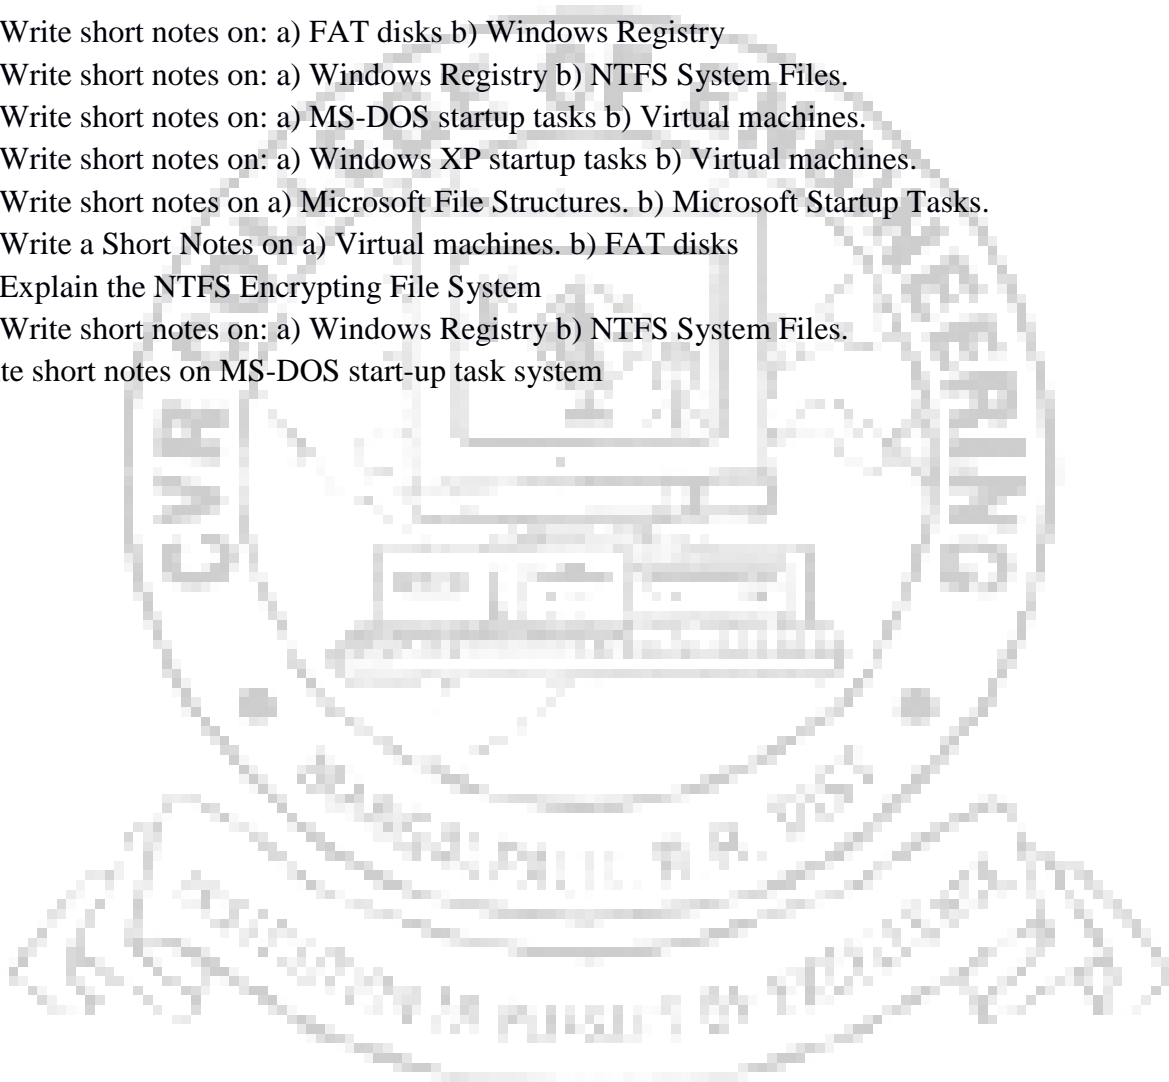 Write short notes on: a) FAT disks b) Windows Registry
Write short notes on: a) Windows Registry b) NTFS System Files.
Write short notes on: a) MS-DOS startup tasks b) Virtual machines.
Write short notes on: a) Windows XP startup tasks b) Virtual machines.
Write short notes on a) Microsoft File Structures. b) Microsoft Startup Tasks.
Write a Short Notes on a) Virtual machines. b) FAT disks
Explain the NTFS Encrypting File System
Write short notes on: a) Windows Registry b) NTFS System Files.
te short notes on MS-DOS start-up task system
CVR COLLEGE OF ENGINEERING